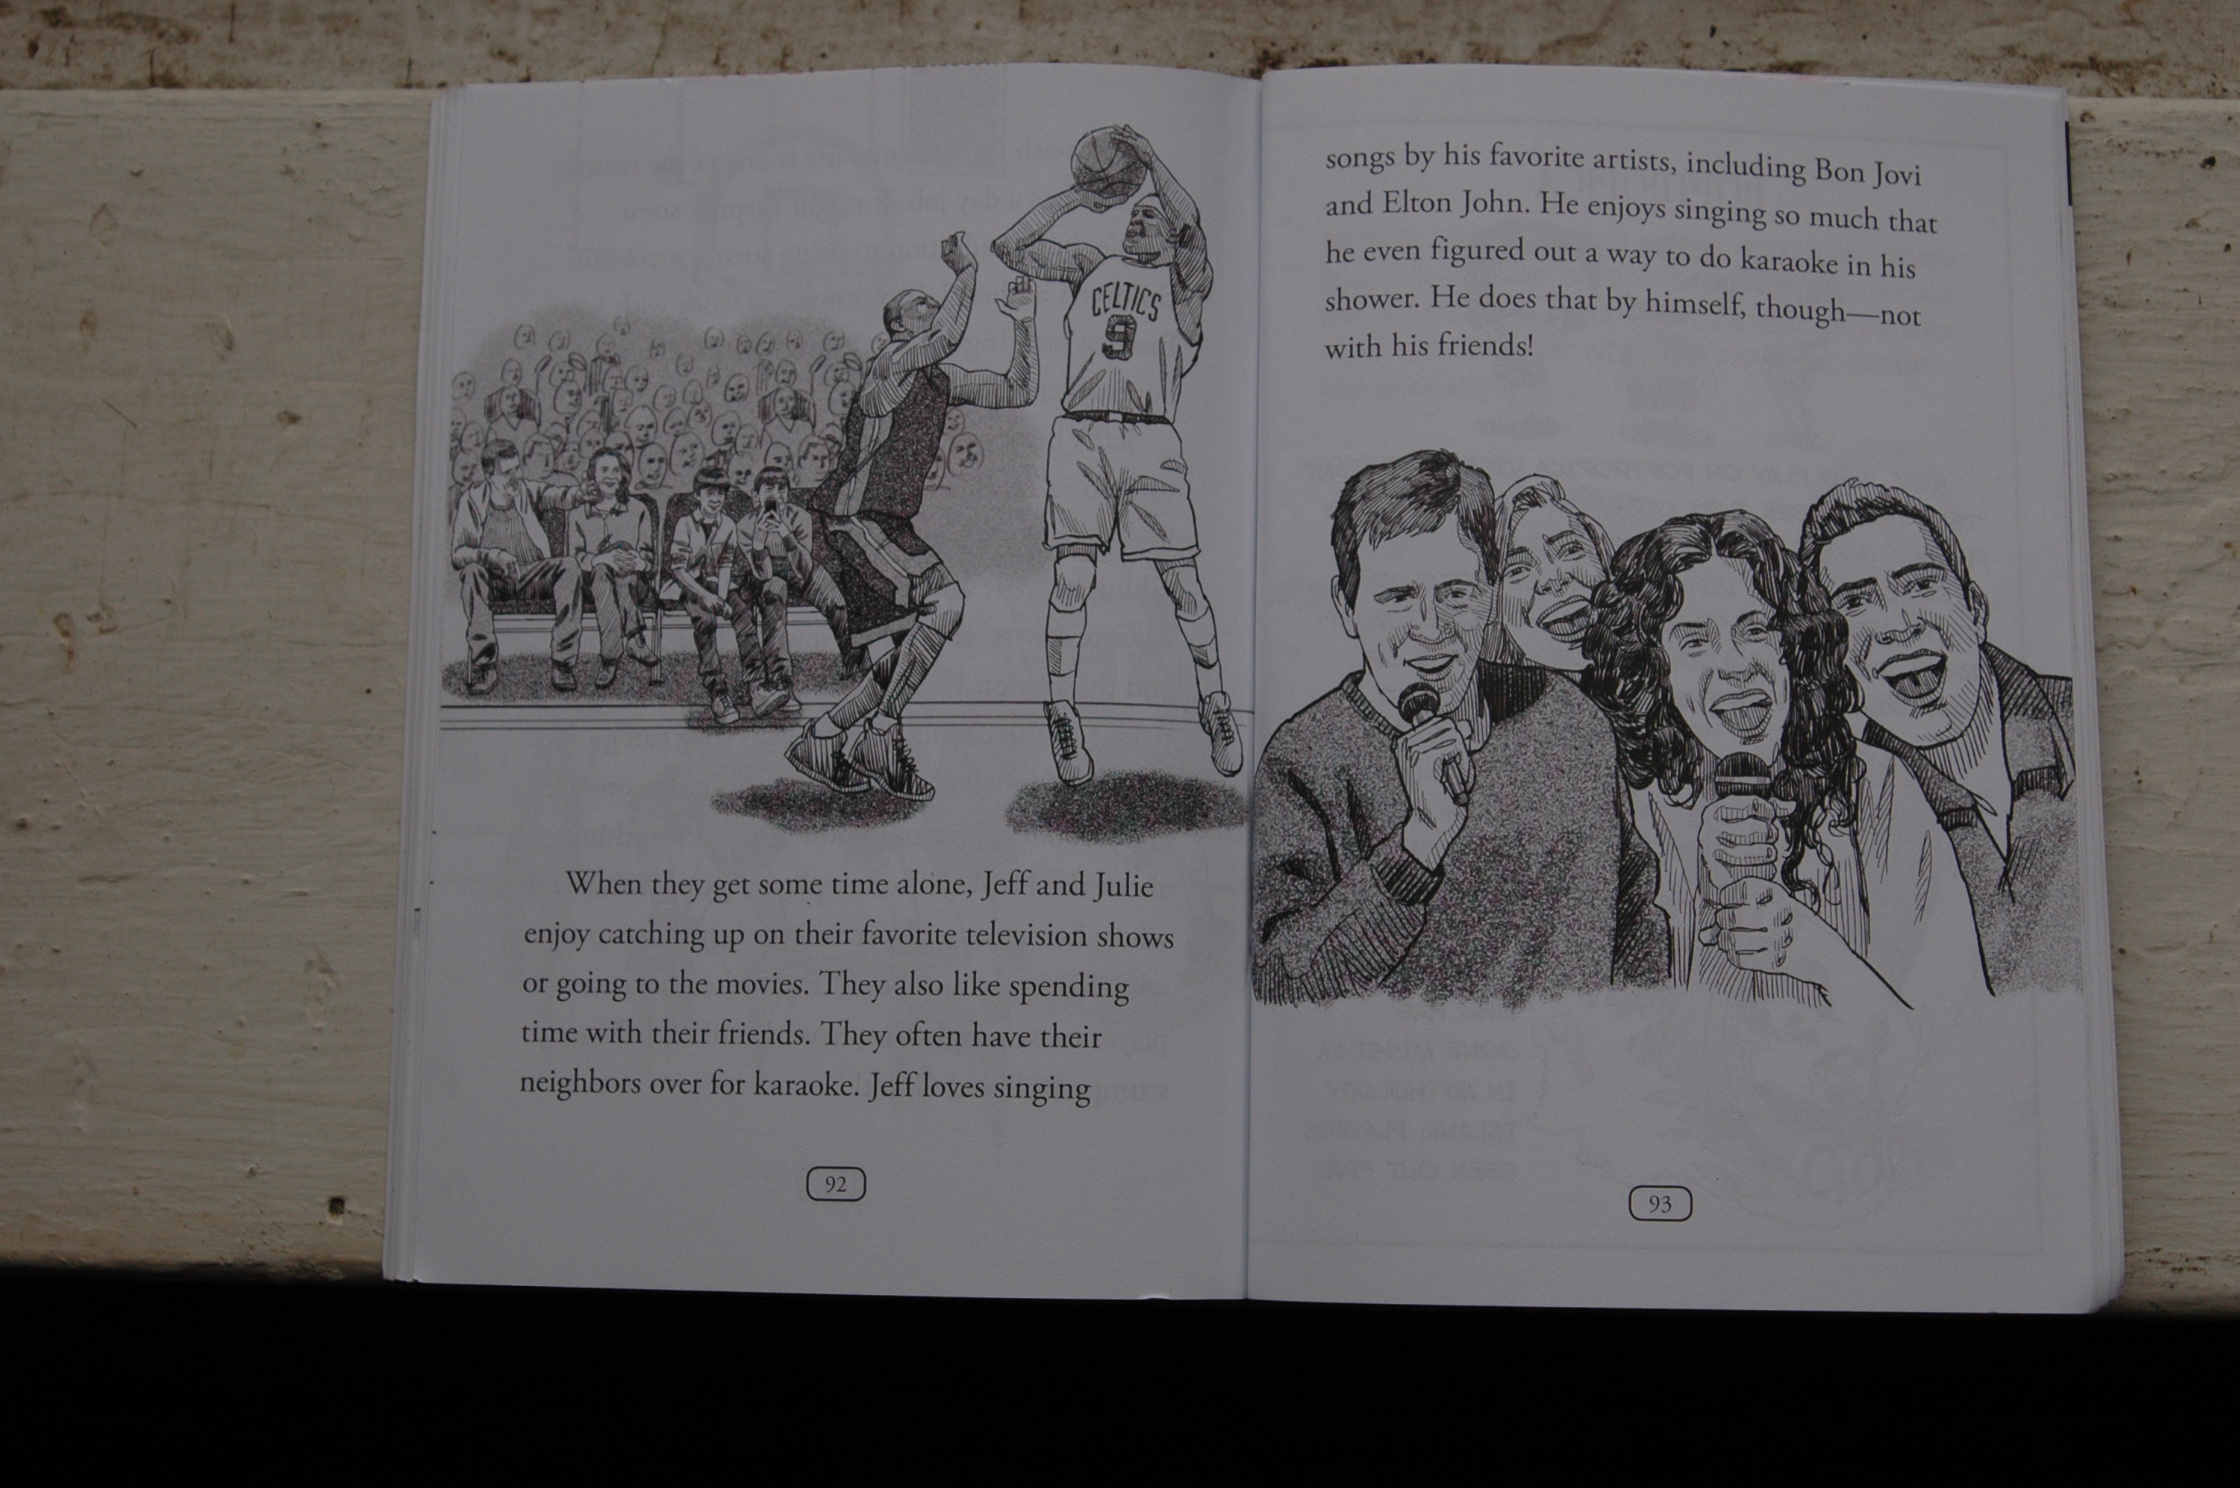 CELTICS
9
When they get some time alone, Jeff and Julie
enjoy catching up on their favorite television shows
or going to the movies. They also like spending
time with their friends. They often have their
neighbors over for karaoke. Jeff loves singing
92
songs by his favorite artists, including Bon Jovi
and Elton John. He enjoys singing so much that
he even figured out a way to do karaoke in his
shower. He does that by himself, though—not
with his friends!
93